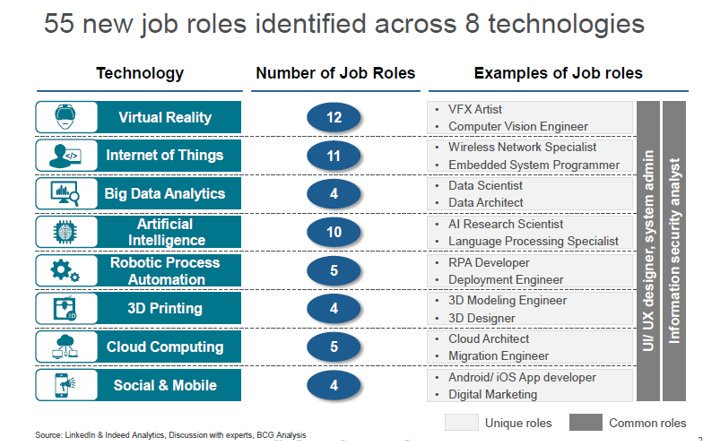 55 new job roles identified across 8 technologies
Technology
Number of Job Roles
Examples of Job roles
Virtual Reality
12
• VFX Artist
• Computer Vision Engineer
Internet of Things
11
• Wireless Network Specialist
• Embedded System Programmer
Big Data Analytics
4
• Data Scientist
• Data Architect
Artificial
Intelligence
10
• AI Research Scientist
• Language Processing Specialist
Robotic Process
Automation
5
• RPA Developer
• Deployment Engineer
3D Printing
4
• 3D Modeling Engineer
• 3D Designer
Cloud Computing
5
• Cloud Architect
• Migration Engineer
Social & Mobile
4
• Android/ iOS App developer
• Digital Marketing
UI/ UX designer, system admin
Information security analyst
Unique roles
Common roles
Source: LinkedIn & Indeed Analytics, Discussion with experts, BCG Analysis